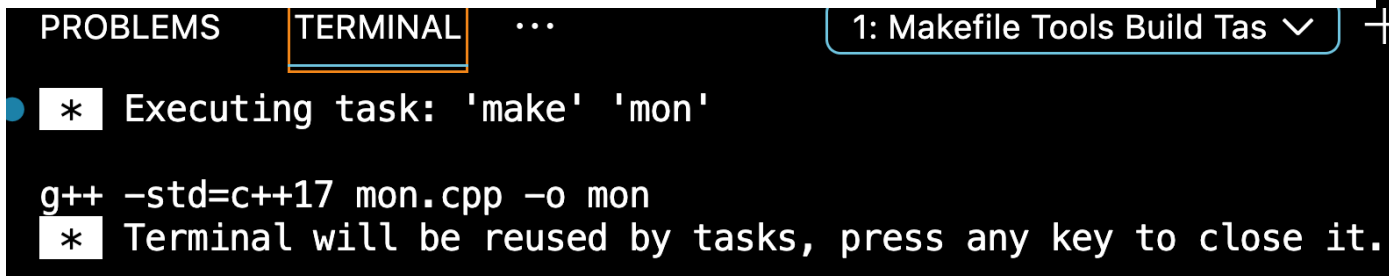 PROBLEMS TERMINAL ... 1: Makefile Tools Build Tas
* Executing task: 'make' 'mon'
g++ -std=c++17 mon.cpp -o mon
* Terminal will be reused by tasks, press any key to close it.